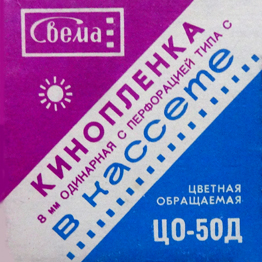 Свема
КИНОПЛЕНКА
8 мм ОДИНАРНАЯ С ПЕРФОРАЦИЕЙ ТИПА С
В КАССЕТЕ
ЦВЕТНАЯ
ОБРАЩАЕМАЯ
ЦО-50Д